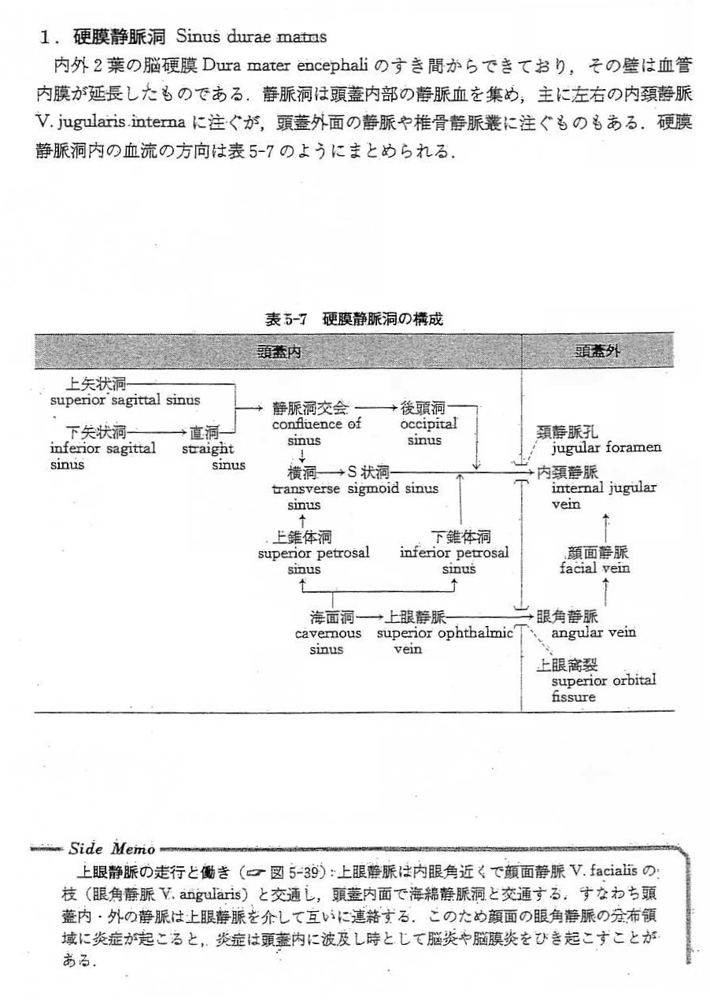 1. 硬膜静脈洞 Sinus durae matris
内外2葉の脳硬膜 Dura mater encephali のすき間からできており，その壁は血管
内膜が延長したものである．静脈洞は頭蓋内部の静脈血を集め，主に左右の内頚静脈
V. jugularis interna に注ぐが，頭蓋外面の静脈や椎骨静脈叢に注ぐものもある．硬膜
静脈洞内の血流の方向は表5-7のようにまとめられる．
表5-7 硬膜静脈洞の構成
頭蓋内 頭蓋外
上矢状洞
superior sagittal sinus
下矢状洞
inferior sagittal
sinus
直洞
straight
sinus
静脈洞交会
confluence of
sinus
後頭洞
occipital
sinus
頚静脈孔
jugular foramen
横洞
transverse
sinus
S状洞
sigmoid sinus
内頚静脈
internal jugular
vein
上錐体洞
superior petrosal
sinus
下錐体洞
inferior petrosal
sinus
顔面静脈
facial vein
海面洞
cavernous
sinus
上眼静脈
superior ophthalmic
vein
眼角静脈
angular vein
上眼窩裂
superior orbital
fissure
Side Memo
上眼静脈の走行と働き（☞図5-39）：上眼静脈は内眼角近くで顔面静脈 V. facialis の
枝（眼角静脈 V. angularis）と交通し，頭蓋内面で海綿静脈洞と交通する．すなわち頭
蓋内・外の静脈は上眼静脈を介して互いに連絡する．このため顔面の眼角静脈の分布領
域に炎症が起こると，炎症は頭蓋内に波及し時として脳炎や脳膜炎をひき起こすことが
ある．